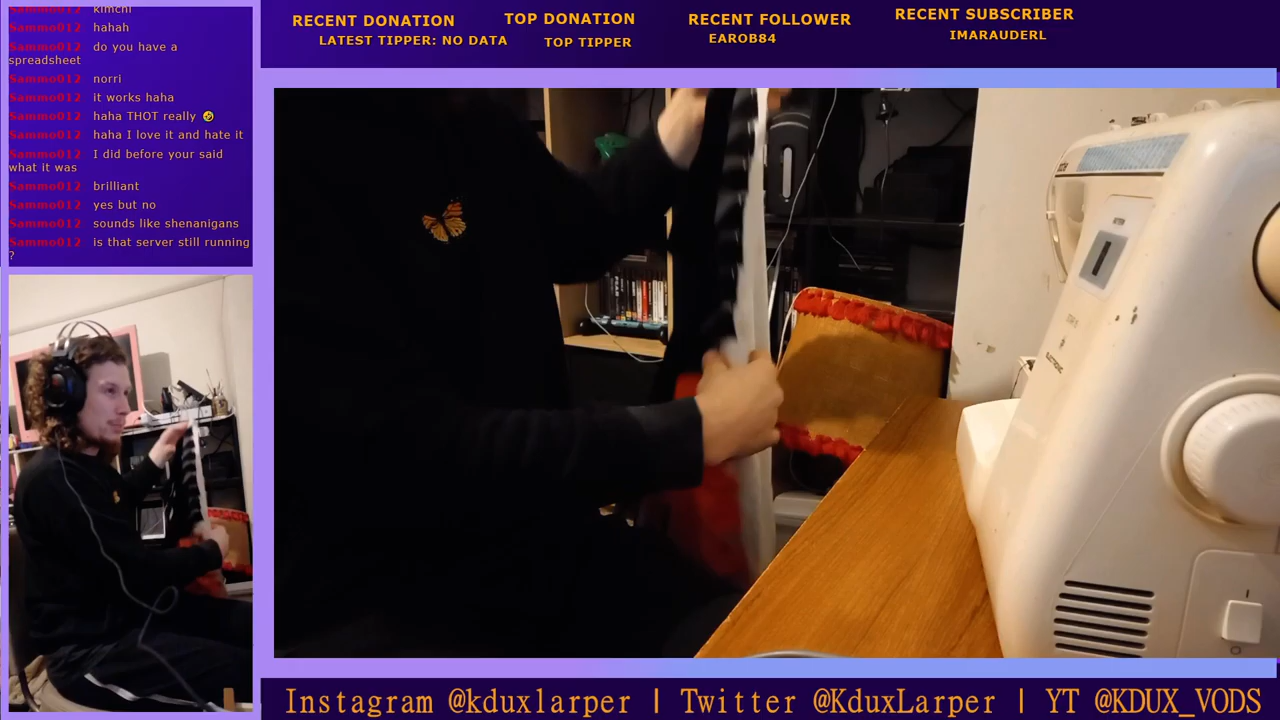 Sammo012 kimchi
Sammo012 hahah
Sammo012 do you have a
spreadsheet
Sammo012 norri
Sammo012 it works haha
Sammo012 haha THOT really 🤣
Sammo012 haha I love it and hate it
Sammo012 I did before your said
what it was
Sammo012 brilliant
Sammo012 yes but no
Sammo012 sounds like shenanigans
Sammo012 is that server still running
?
RECENT DONATION
LATEST TIPPER: NO DATA
TOP DONATION
TOP TIPPER
RECENT FOLLOWER
EAROB84
RECENT SUBSCRIBER
IMARAUDERL
Instagram @kduxlarper | Twitter @KduxLarper | YT @KDUX_VODS